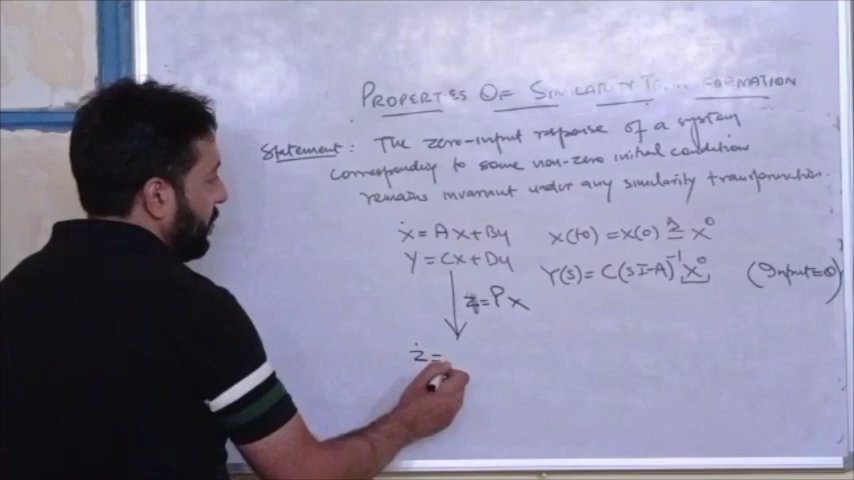 PROPERTIES OF SIMILARITY TRANSFORMATION
Statement: The zero-input response of a system
corresponding to some non-zero initial condition
remains invariant under any similarity transformation.
ẋ = Ax+Bu x(t0) = x(0) ≜ x⁰
y = Cx+Du Y(s) = C(sI-A)⁻¹x⁰ (Input=0)
z = Px
ż =